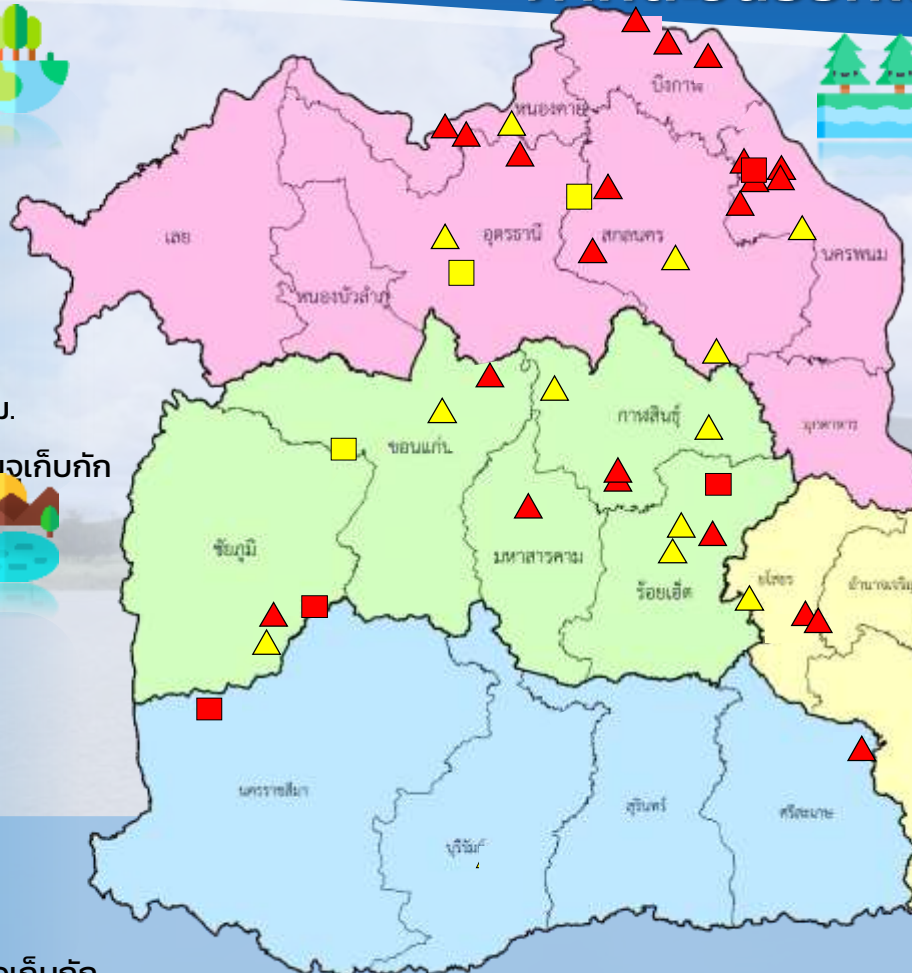 บึงกาฬ
หนองคาย
เลย
อุดรธานี
สกลนคร
นครพนม
หนองบัวลำภู
ม.
กาฬสินธุ์
มุกดาหาร
ขอนแก่น
จุเก็บกัก
ชัยภูมิ
มหาสารคาม
ร้อยเอ็ด
ยโสธร
อำนาจเจริญ
นครราชสีมา
บุรีรัมย์
สุรินทร์
ศรีสะเกษ